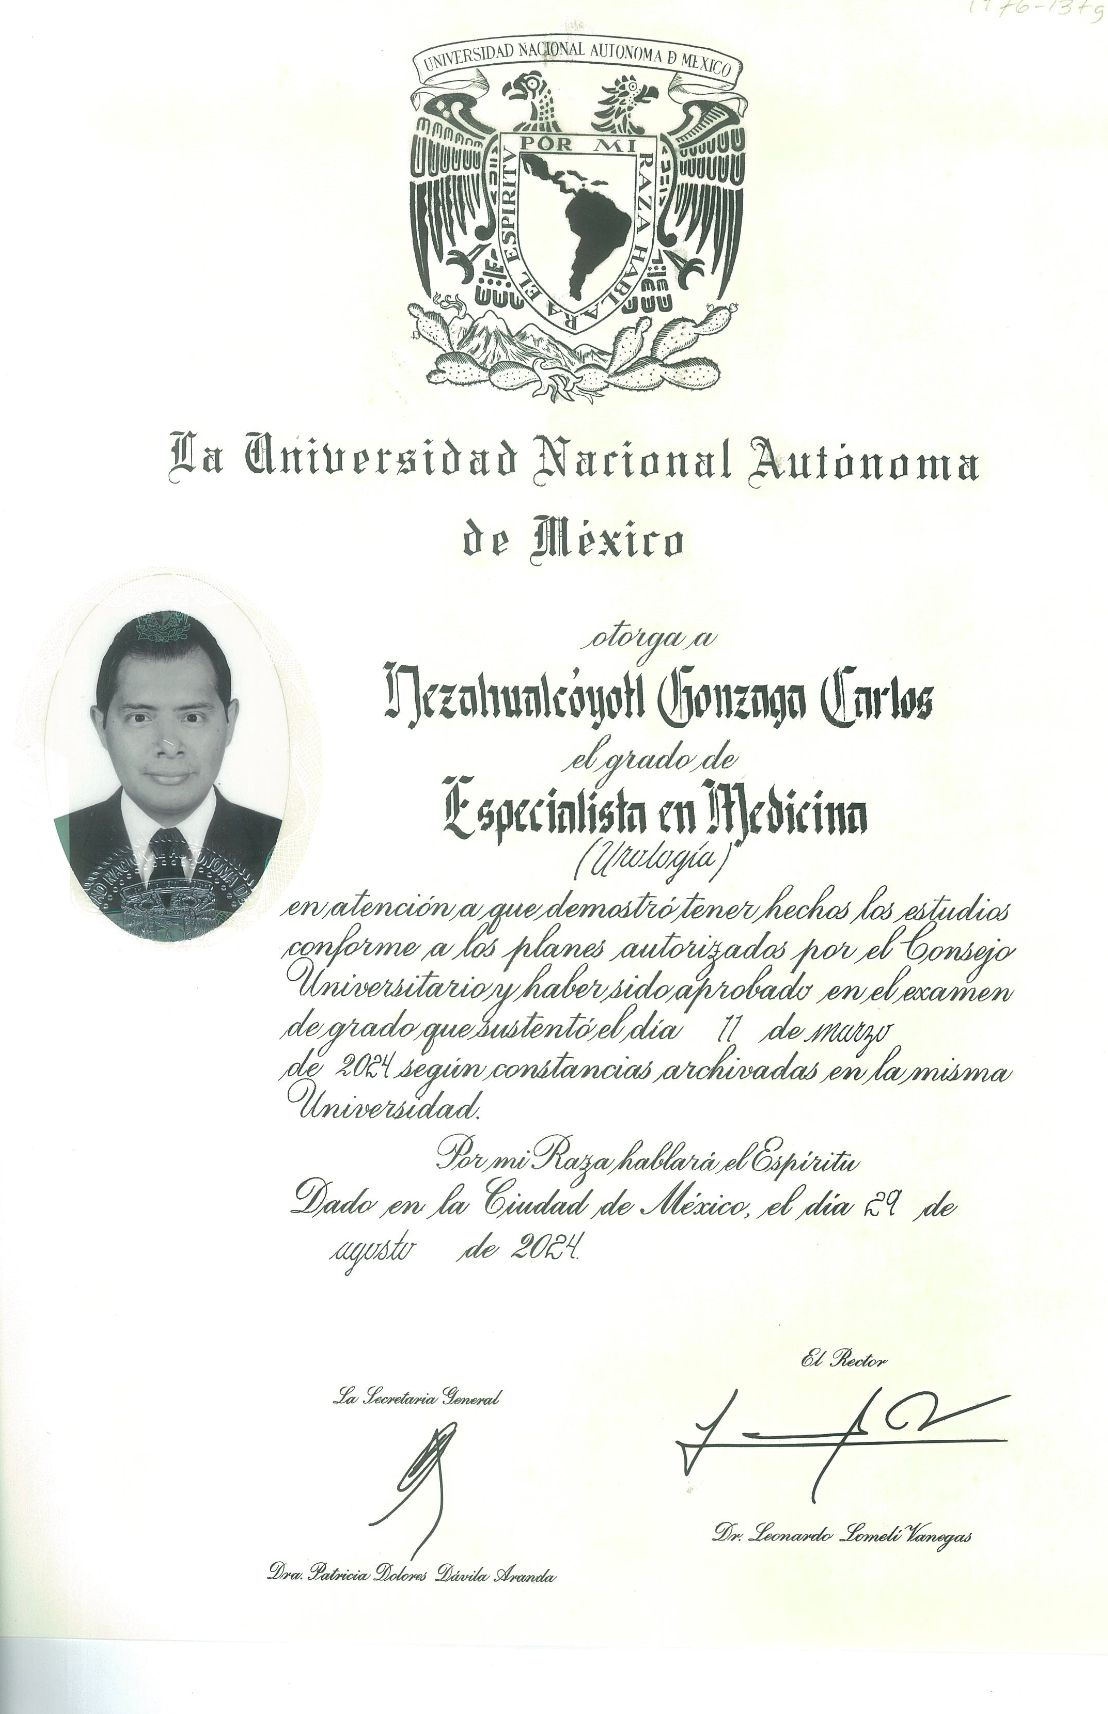 1176-1379
UNIVERSIDAD NACIONAL AUTONOMA D MEXICO
POR MI RAZA HABLARA EL ESPIRITV
La Universidad Nacional Autónoma
de México
otorga a
Nezahualcóyotl Gonzaga Carlos
el grado de
Especialista en Medicina
(Urología)
en atención a que demostró tener hechos los estudios
conforme a los planes autorizados por el Consejo
Universitario y haber sido aprobado en el examen
de grado que sustentó el día 11 de marzo
de 2024 según constancias archivadas en la misma
Universidad.
Por mi Raza hablará el Espíritu
Dado en la Ciudad de México, el día 29 de
agosto de 2024.
El Rector
La Secretaria General
Dr. Leonardo Lomelí Vanegas
Dra. Patricia Dolores Dávila Aranda